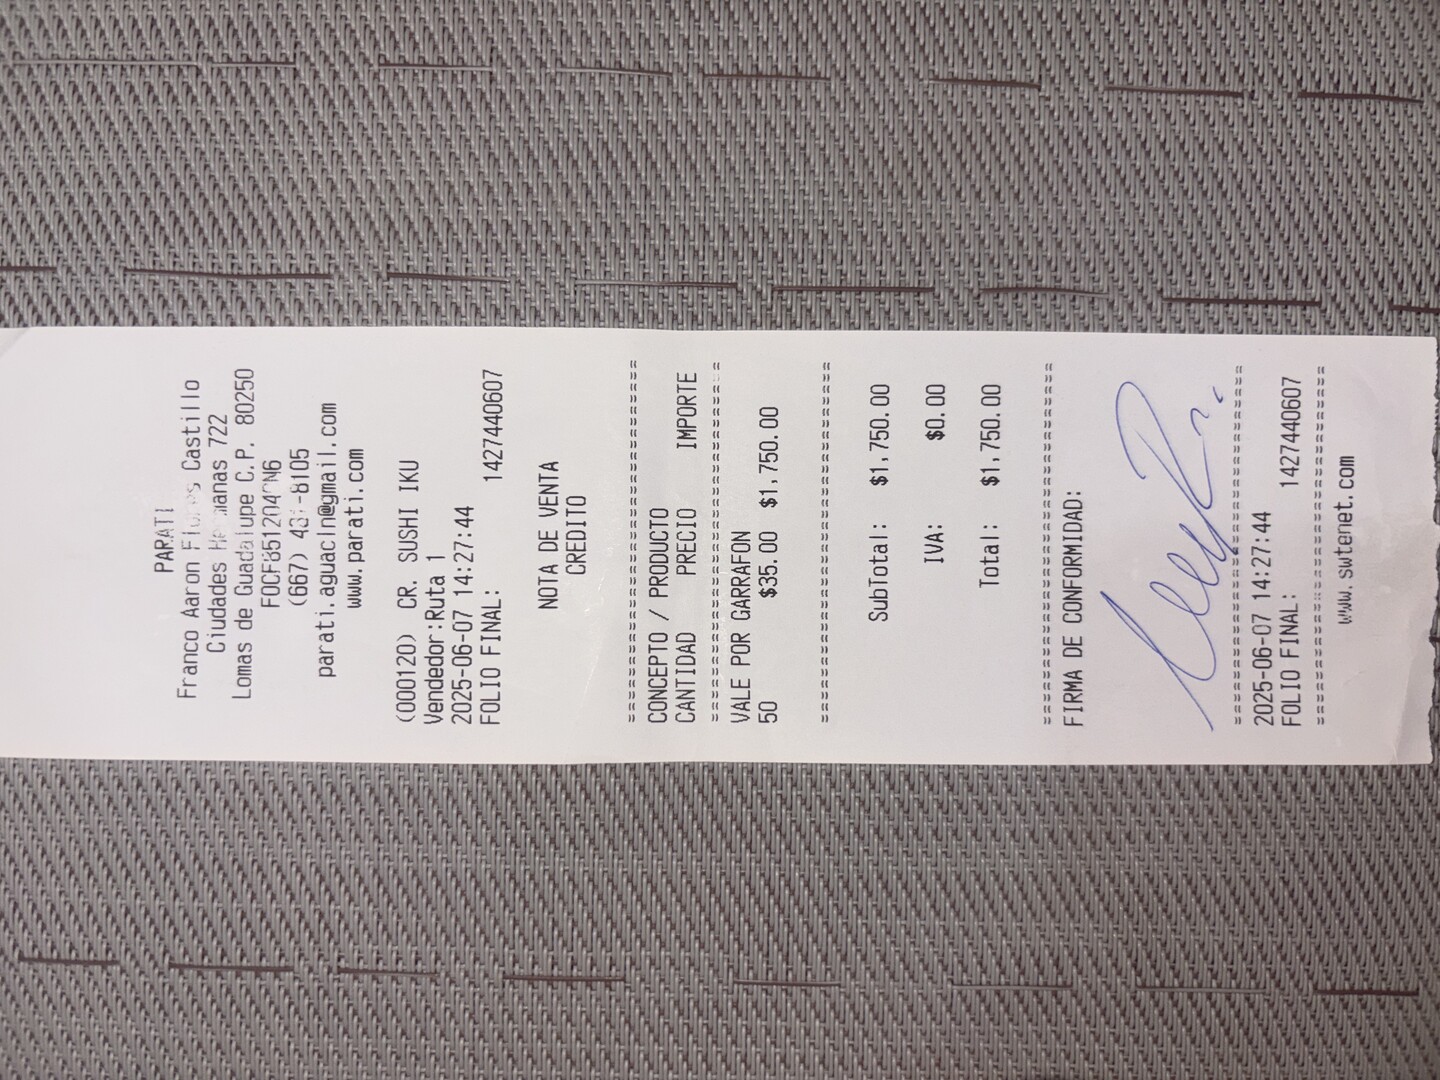 PARATI
Franco Aaron Flores Castillo
Ciudades Hermanas 722
Lomas de Guadalupe C.P. 80250
(667)
parati.aguacln@gmail.com
www.parati.com
(000120) CR. SUSHI IKU
Vendedor:Ruta 1
2025-06-07 14:27:44
FOLIO FINAL: 1427440607
NOTA DE VENTA
CREDITO
==================================
CONCEPTO / PRODUCTO
CANTIDAD PRECIO IMPORTE
==================================
VALE POR GARRAFON
50 $35.00 $1,750.00
==================================
SubTotal: $1,750.00
IVA: $0.00
Total: $1,750.00
==================================
FIRMA DE CONFORMIDAD:
==================================
2025-06-07 14:27:44
FOLIO FINAL: 1427440607
==================================
www.swtenet.com